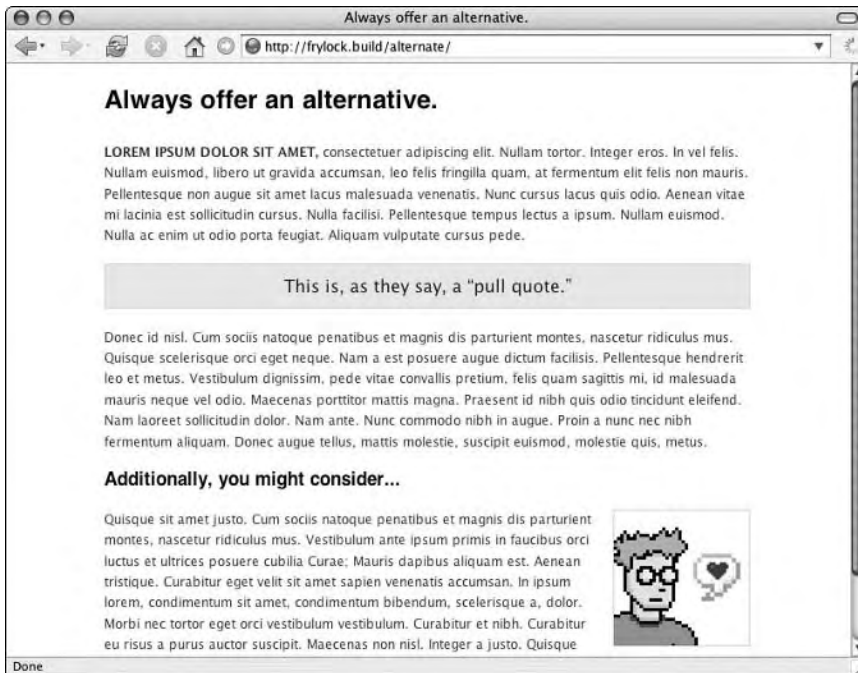 Always offer an alternative.
http://frylock.build/alternate/
Always offer an alternative.
LOREM IPSUM DOLOR SIT AMET, consectetuer adipiscing elit. Nullam tortor. Integer eros. In vel felis.
Nullam euismod, libero ut gravida accumsan, leo felis fringilla quam, at fermentum elit felis non mauris.
Pellentesque non augue sit amet lacus malesuada venenatis. Nunc cursus lacus quis odio. Aenean vitae
mi lacinia est sollicitudin cursus. Nulla facilisi. Pellentesque tempus lectus a ipsum. Nullam euismod.
Nulla ac enim ut odio porta feugiat. Aliquam vulputate cursus pede.
This is, as they say, a “pull quote.”
Donec id nisl. Cum sociis natoque penatibus et magnis dis parturient montes, nascetur ridiculus mus.
Quisque scelerisque orci eget neque. Nam a est posuere augue dictum facilisis. Pellentesque hendrerit
leo et metus. Vestibulum dignissim, pede vitae convallis pretium, felis quam sagittis mi, id malesuada
mauris neque vel odio. Maecenas porttitor mattis magna. Praesent id nibh quis odio tincidunt eleifend.
Nam laoreet sollicitudin dolor. Nam ante. Nunc commodo nibh in augue. Proin a nunc nec nibh
fermentum aliquam. Donec augue tellus, mattis molestie, suscipit euismod, molestie quis, metus.
Additionally, you might consider...
Quisque sit amet justo. Cum sociis natoque penatibus et magnis dis parturient
montes, nascetur ridiculus mus. Vestibulum ante ipsum primis in faucibus orci
luctus et ultrices posuere cubilia Curae; Mauris dapibus aliquam est. Aenean
tristique. Curabitur eget velit sit amet sapien venenatis accumsan. In ipsum
lorem, condimentum sit amet, condimentum bibendum, scelerisque a, dolor.
Morbi nec tortor eget orci vestibulum vestibulum. Curabitur et nibh. Curabitur
eu risus a purus auctor suscipit. Maecenas non nisl. Integer a justo. Quisque
Done